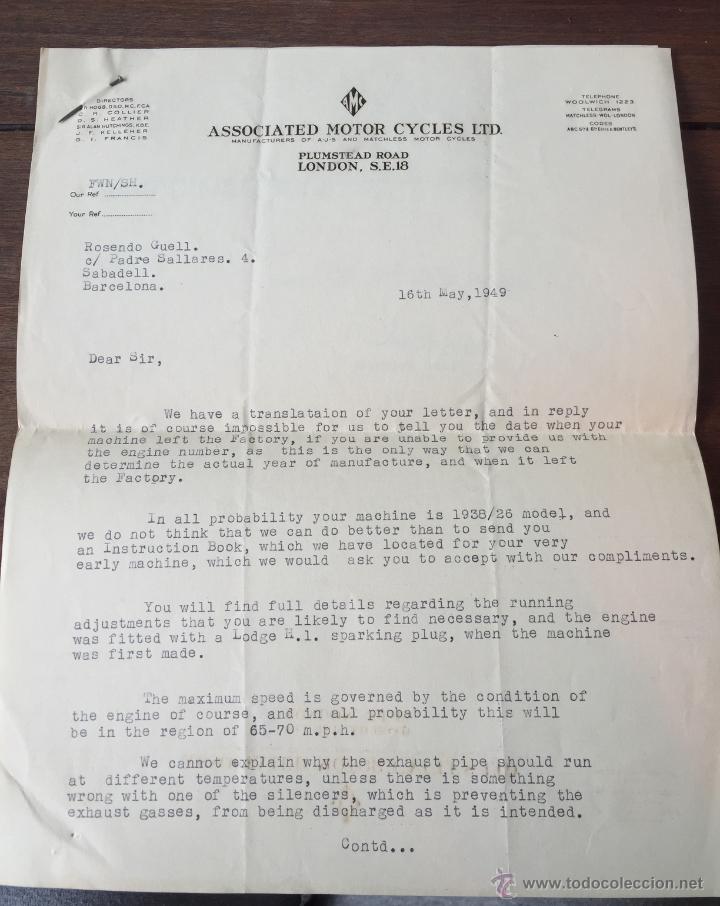 DIRECTORS
HOGG, D.S.O., M.C., F.C.A.
C. R. COLLIER
D. S. HEATHER
SIR ALAN HUTCHINGS, K.B.E.
J. F. KELLEHER
D. I. FRANCIS
AMC
ASSOCIATED MOTOR CYCLES LTD.
MANUFACTURERS OF A·J·S AND MATCHLESS MOTOR CYCLES
PLUMSTEAD ROAD
LONDON, S.E.18
TELEPHONE
WOOLWICH 1223
TELEGRAMS
MATCHLESS-WOL-LONDON
CODES
A.B.C. 5TH & 6TH EDNS & BENTLEY'S
FWN/SH.
Our Ref
Your Ref
Rosendo Guell.
c/ Padre Sallares. 4.
Sabadell.
Barcelona.
16th May,1949
Dear Sir,
We have a translataion of your letter, and in reply
it is of course impossible for us to tell you the date when your
machine left the Factory, if you are unable to provide us with
the engine number, as this is the only way that we can
determine the actual year of manufacture, and when it left
the Factory.
In all probability your machine is 1938/26 model, and
we do not think that we can do better than to send you
an Instruction Book, which we have located for your very
early machine, which we would ask you to accept with our compliments.
You will find full details regarding the running
adjustments that you are likely to find necessary, and the engine
was fitted with a Lodge H.1. sparking plug, when the machine
was first made.
The maximum speed is governed by the condition of
the engine of course, and in all probability this will
be in the region of 65-70 m.p.h.
We cannot explain why the exhaust pipe should run
at different temperatures, unless there is something
wrong with one of the silencers, which is preventing the
exhaust gasses, from being discharged as it is intended.
Contd...
© www.todocoleccion.net